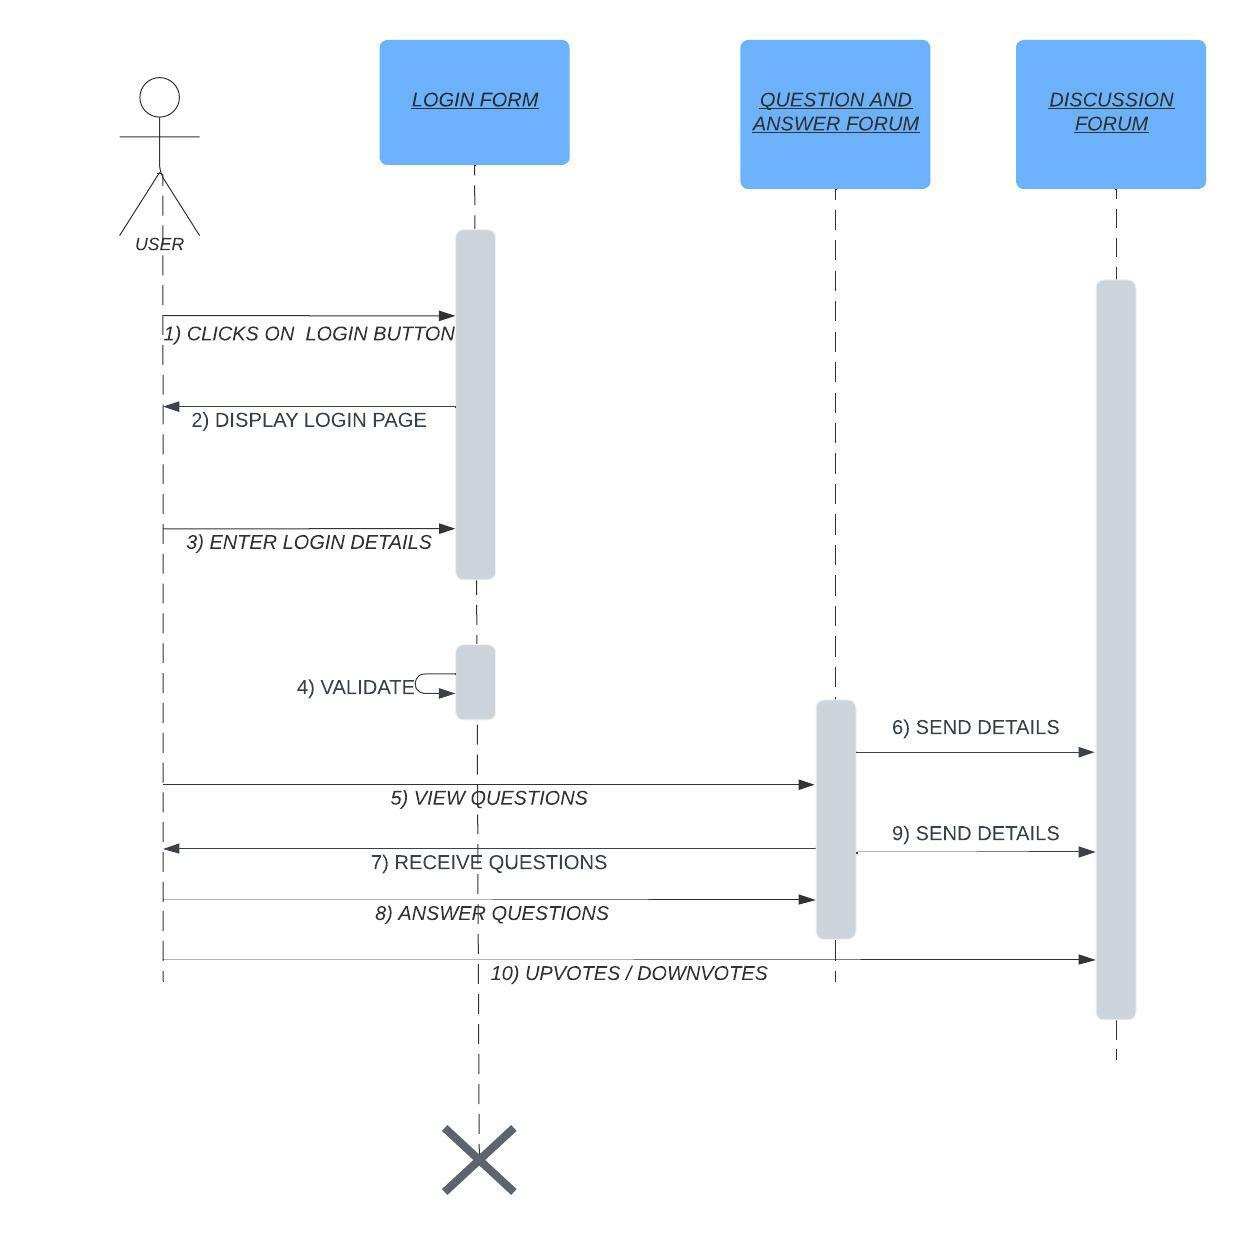 LOGIN FORM
QUESTION AND
ANSWER FORUM
DISCUSSION
FORUM
USER
1) CLICKS ON  LOGIN BUTTON
2) DISPLAY LOGIN PAGE
3) ENTER LOGIN DETAILS
4) VALIDATE
6) SEND DETAILS
5) VIEW QUESTIONS
9) SEND DETAILS
7) RECEIVE QUESTIONS
8) ANSWER QUESTIONS
10) UPVOTES / DOWNVOTES